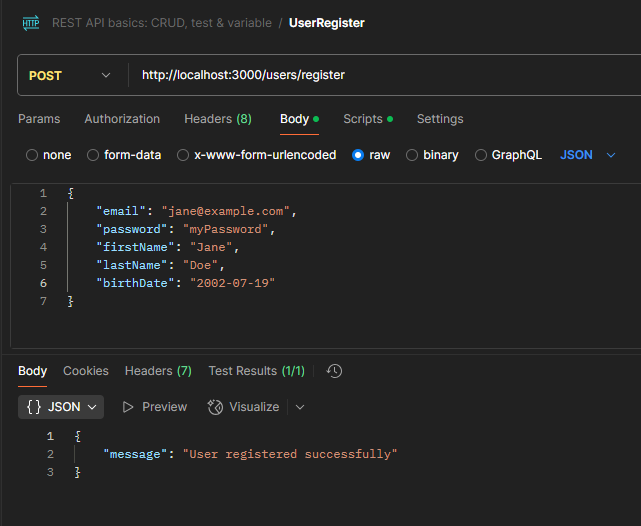 HTTP REST API basics: CRUD, test & variable / UserRegister
POST http://localhost:3000/users/register
Params Authorization Headers (8) Body Scripts Settings
none form-data x-www-form-urlencoded raw binary GraphQL JSON
1 {
2 "email": "jane@example.com",
3 "password": "myPassword",
4 "firstName": "Jane",
5 "lastName": "Doe",
6 "birthDate": "2002-07-19"
7 }
Body Cookies Headers (7) Test Results (1/1)
{} JSON Preview Visualize
1 {
2 "message": "User registered successfully"
3 }